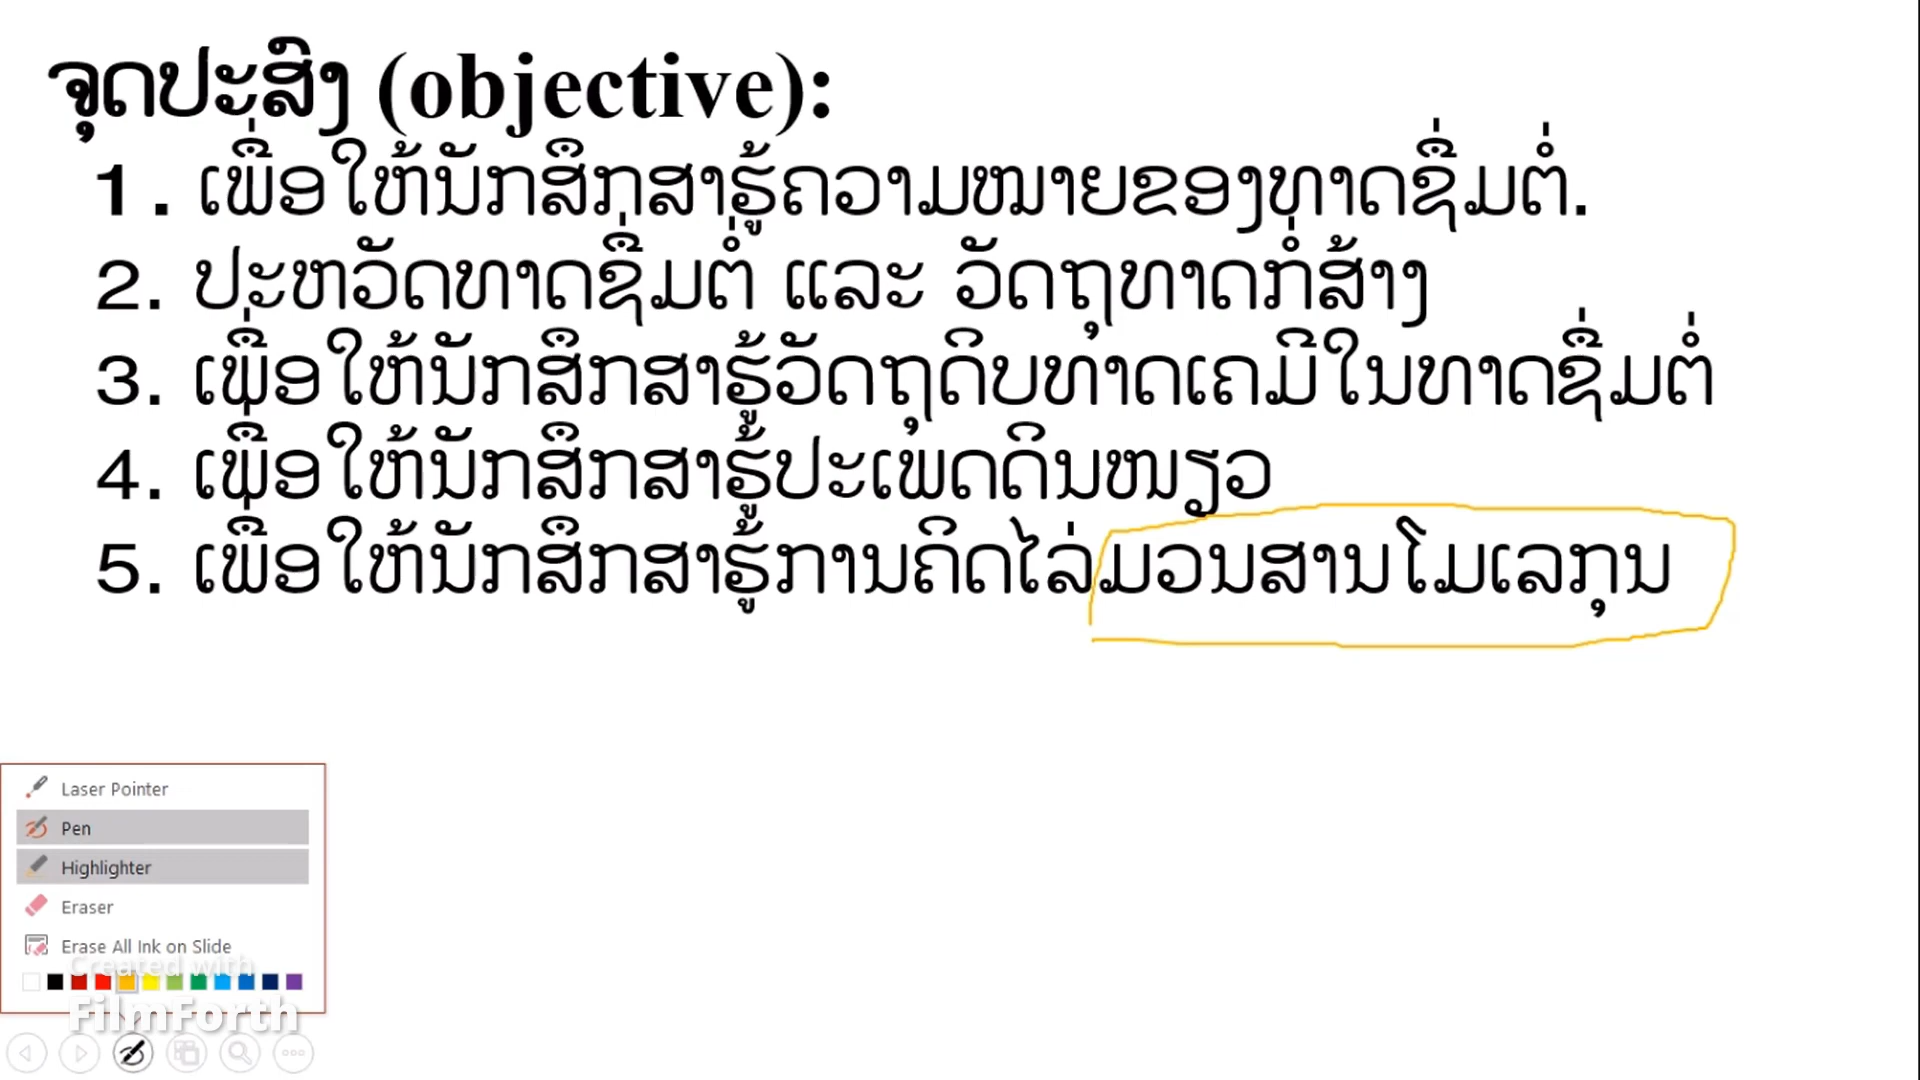 ຈຸດປະສົງ (objective):
1. ເພື່ອໃຫ້ນັກສຶກສາຮູ້ຄວາມໝາຍຂອງທາດຊື່ມຕໍ່.
2. ປະຫວັດທາດຊື່ມຕໍ່ ແລະ ວັດຖຸທາດກໍ່ສ້າງ
3. ເພື່ອໃຫ້ນັກສຶກສາຮູ້ວັດຖຸດິບທາດເຄມີໃນທາດຊື່ມຕໍ່
4. ເພື່ອໃຫ້ນັກສຶກສາຮູ້ປະເພດດິນໜຽວ
5. ເພື່ອໃຫ້ນັກສຶກສາຮູ້ການຄິດໄລ່ມວນສານໂມເລກຸນ
Laser Pointer
Pen
Highlighter
Eraser
Erase All Ink on Slide
Created with
FilmForth